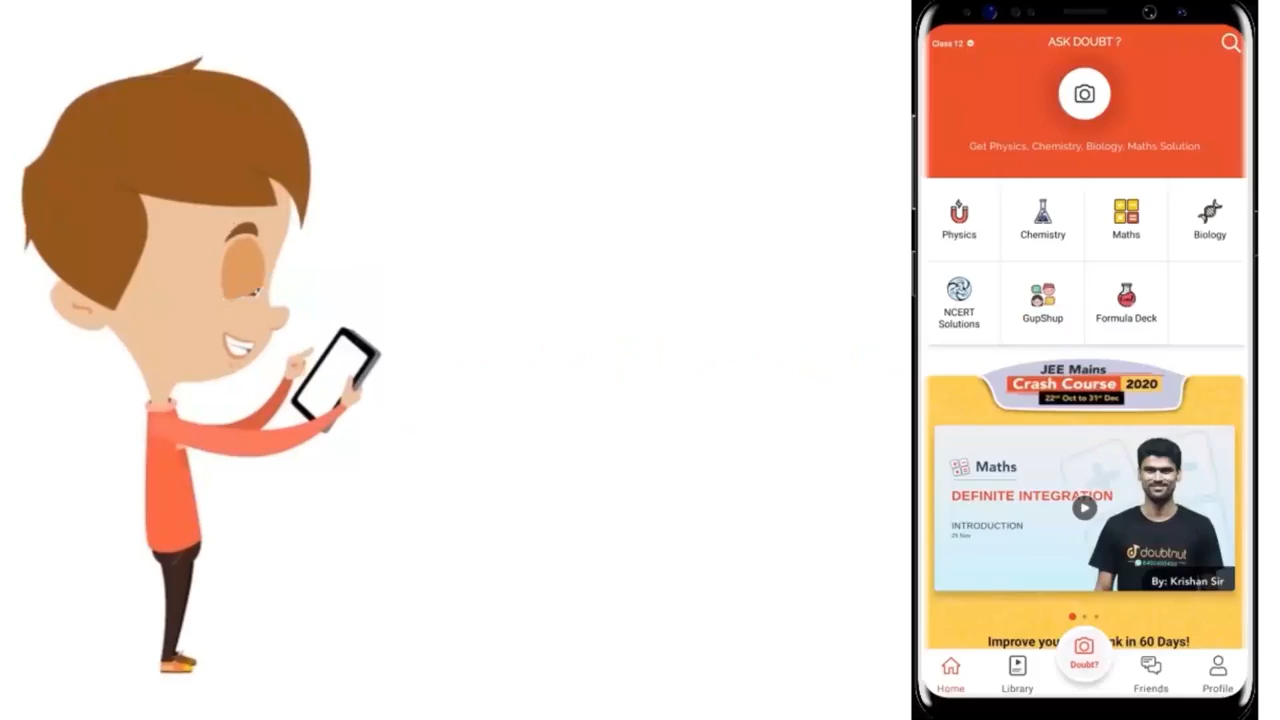 Class 12
ASK DOUBT ?
Get Physics, Chemistry, Biology, Maths Solution
Physics
Chemistry
Maths
Biology
NCERT
Solutions
GupShup
Formula Deck
JEE Mains
Crash Course 2020
22nd Oct to 31st Dec
Maths
DEFINITE INTEGRATION
INTRODUCTION
doubtnut
By: Krishan Sir
Improve you nk in 60 Days!
Doubt?
Home
Library
Friends
Profile